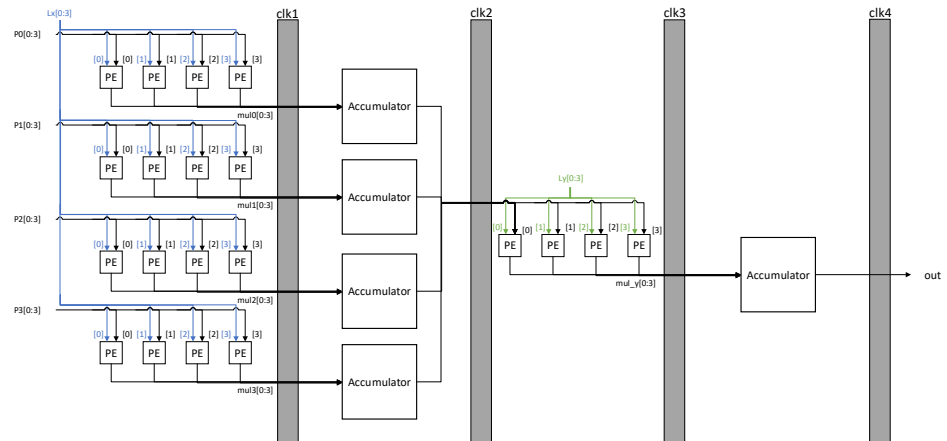 clk1 clk2 clk3 clk4
Lx[0:3]
P0[0:3]
[0] [0] [1] [1] [2] [2] [3] [3]
PE PE PE PE
mul0[0:3]
Accumulator
P1[0:3]
[0] [0] [1] [1] [2] [2] [3] [3]
PE PE PE PE
mul1[0:3]
Accumulator
Ly[0:3]
[0] [0] [1] [1] [2] [2] [3] [3]
PE PE PE PE
mul_y[0:3]
Accumulator
out
P2[0:3]
[0] [0] [1] [1] [2] [2] [3] [3]
PE PE PE PE
mul2[0:3]
Accumulator
P3[0:3]
[0] [0] [1] [1] [2] [2] [3] [3]
PE PE PE PE
mul3[0:3]
Accumulator